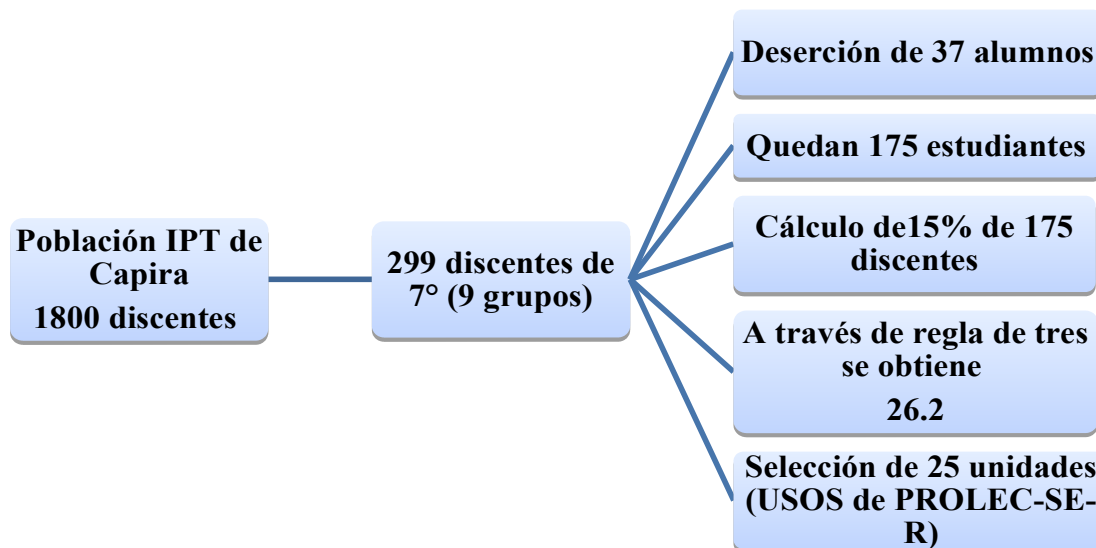 Población IPT de
Capira
1800 discentes
299 discentes de
7° (9 grupos)
Deserción de 37 alumnos
Quedan 175 estudiantes
Cálculo de15% de 175
discentes
A través de regla de tres
se obtiene
26.2
Selección de 25 unidades
(USOS de PROLEC-SE-
R)